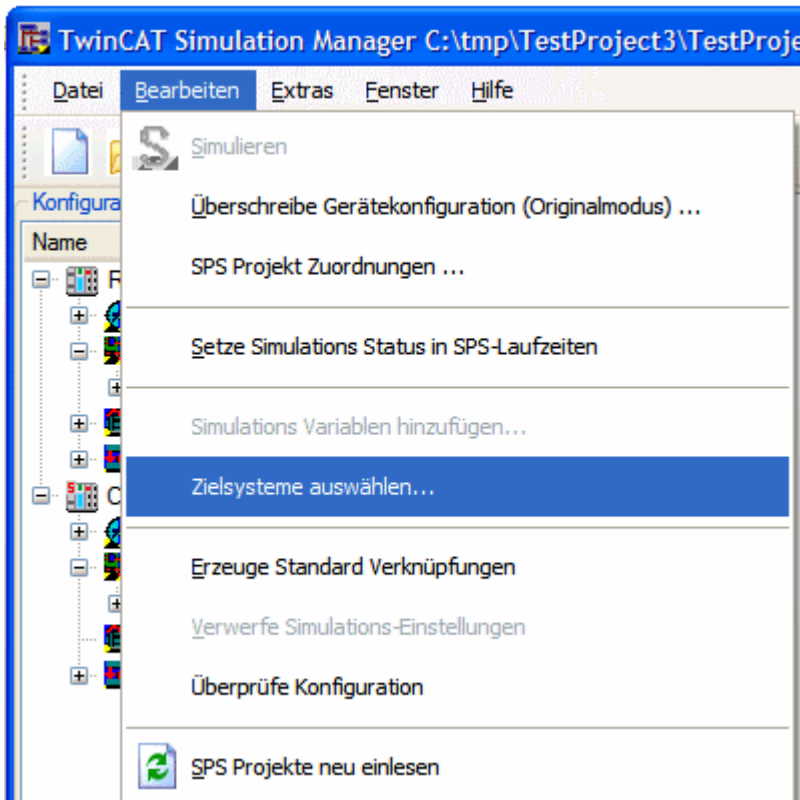 TwinCAT Simulation Manager C:\tmp\TestProject3\TestProje
Datei Bearbeiten Extras Fenster Hilfe
Simulieren
Konfigura
Überschreibe Gerätekonfiguration (Originalmodus) ...
Name
SPS Projekt Zuordnungen ...
R
Setze Simulations Status in SPS-Laufzeiten
Simulations Variablen hinzufügen...
Zielsysteme auswählen...
C
Erzeuge Standard Verknüpfungen
Verwerfe Simulations-Einstellungen
Überprüfe Konfiguration
SPS Projekte neu einlesen